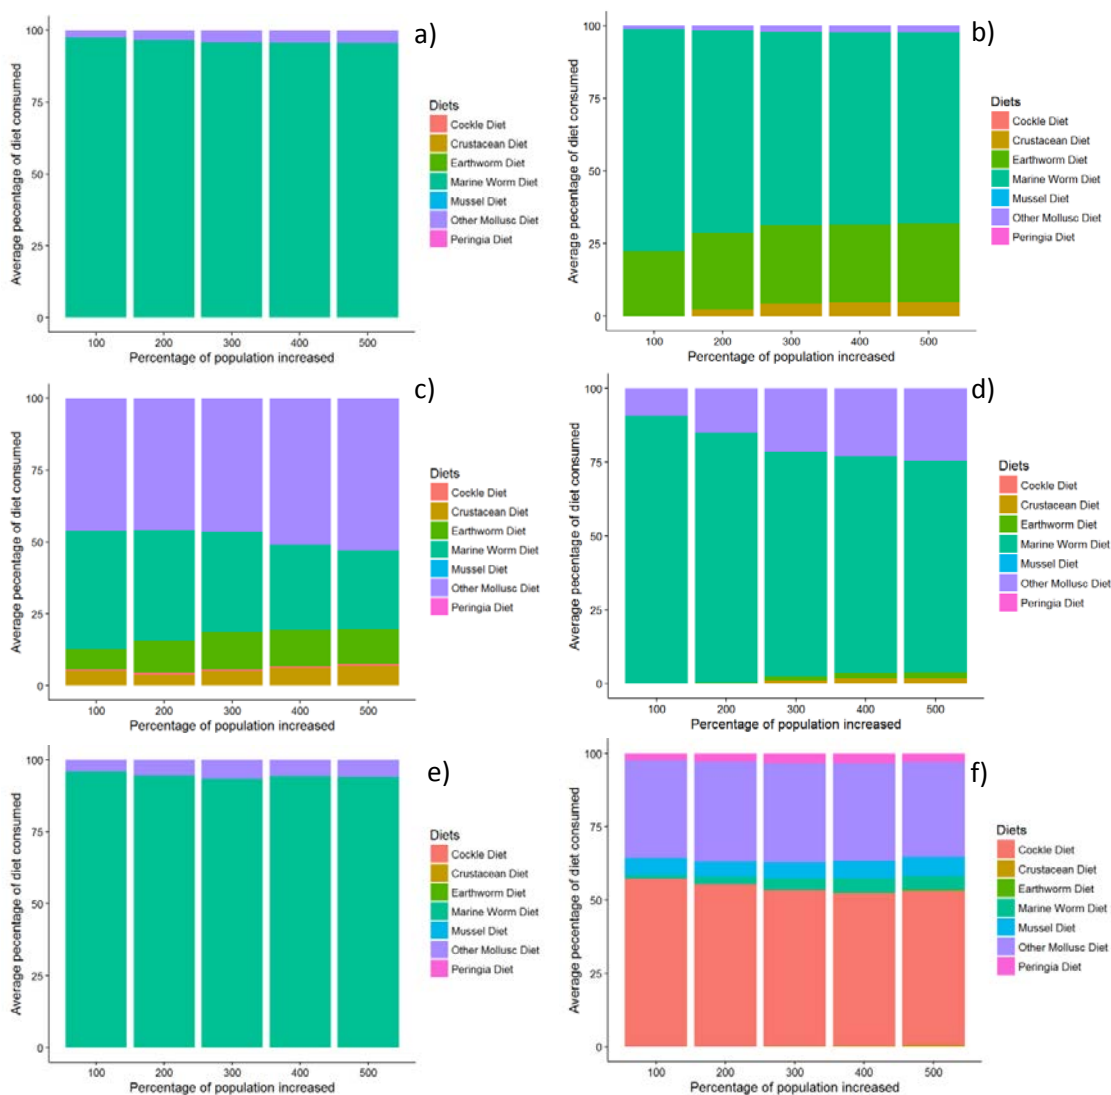 a)
100
75
50
25
0
Average pecentage of diet consumed
100 200 300 400 500
Percentage of population increased
Diets
Cockle Diet
Crustacean Diet
Earthworm Diet
Marine Worm Diet
Mussel Diet
Other Mollusc Diet
Peringia Diet
b)
100
75
50
25
0
Average pecentage of diet consumed
100 200 300 400 500
Percentage of population increased
Diets
Cockle Diet
Crustacean Diet
Earthworm Diet
Marine Worm Diet
Mussel Diet
Other Mollusc Diet
Peringia Diet
c)
100
75
50
25
0
Average pecentage of diet consumed
100 200 300 400 500
Percentage of population increased
Diets
Cockle Diet
Crustacean Diet
Earthworm Diet
Marine Worm Diet
Mussel Diet
Other Mollusc Diet
Peringia Diet
d)
100
75
50
25
0
Average pecentage of diet consumed
100 200 300 400 500
Percentage of population increased
Diets
Cockle Diet
Crustacean Diet
Earthworm Diet
Marine Worm Diet
Mussel Diet
Other Mollusc Diet
Peringia Diet
e)
100
75
50
25
0
Average pecentage of diet consumed
100 200 300 400 500
Percentage of population increased
Diets
Cockle Diet
Crustacean Diet
Earthworm Diet
Marine Worm Diet
Mussel Diet
Other Mollusc Diet
Peringia Diet
f)
100
75
50
25
0
Average pecentage of diet consumed
100 200 300 400 500
Percentage of population increased
Diets
Cockle Diet
Crustacean Diet
Earthworm Diet
Marine Worm Diet
Mussel Diet
Other Mollusc Diet
Peringia Diet